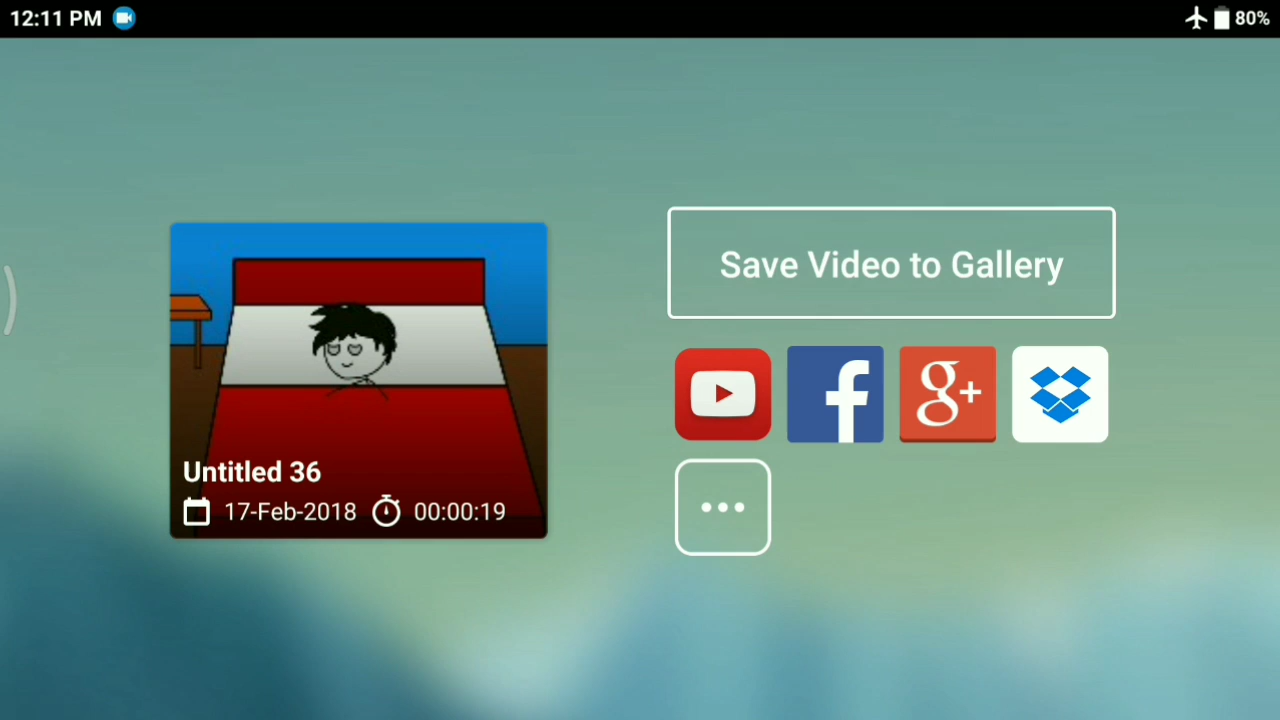 12:11 PM
80%
Save Video to Gallery
f
g+
Untitled 36
17-Feb-2018 00:00:19